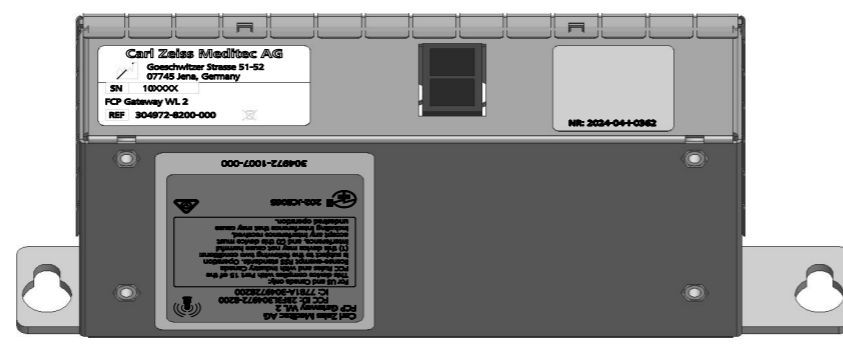 Carl Zeiss Meditec AG
Goeschwitzer Strasse 51-52
07745 Jena, Germany
SN 10XXXX
FCP Gateway WL 2
REF 304972-8200-000
NR: 2024-04-I-0362
Carl Zeiss Meditec AG
FCP Gateway WL 2
FCC ID: 2BF3L304972-8200
IC: 7781A-3049728200
For US and Canada only:
This device complies with Part 15 of the
FCC Rules and with Industry Canada
license-exempt RSS standards. Operation
is subject to the following two conditions:
(1) this device may not cause harmful
interference, and (2) this device must
accept any interference received,
including interference that may cause
undesired operation.
304972-1007-000